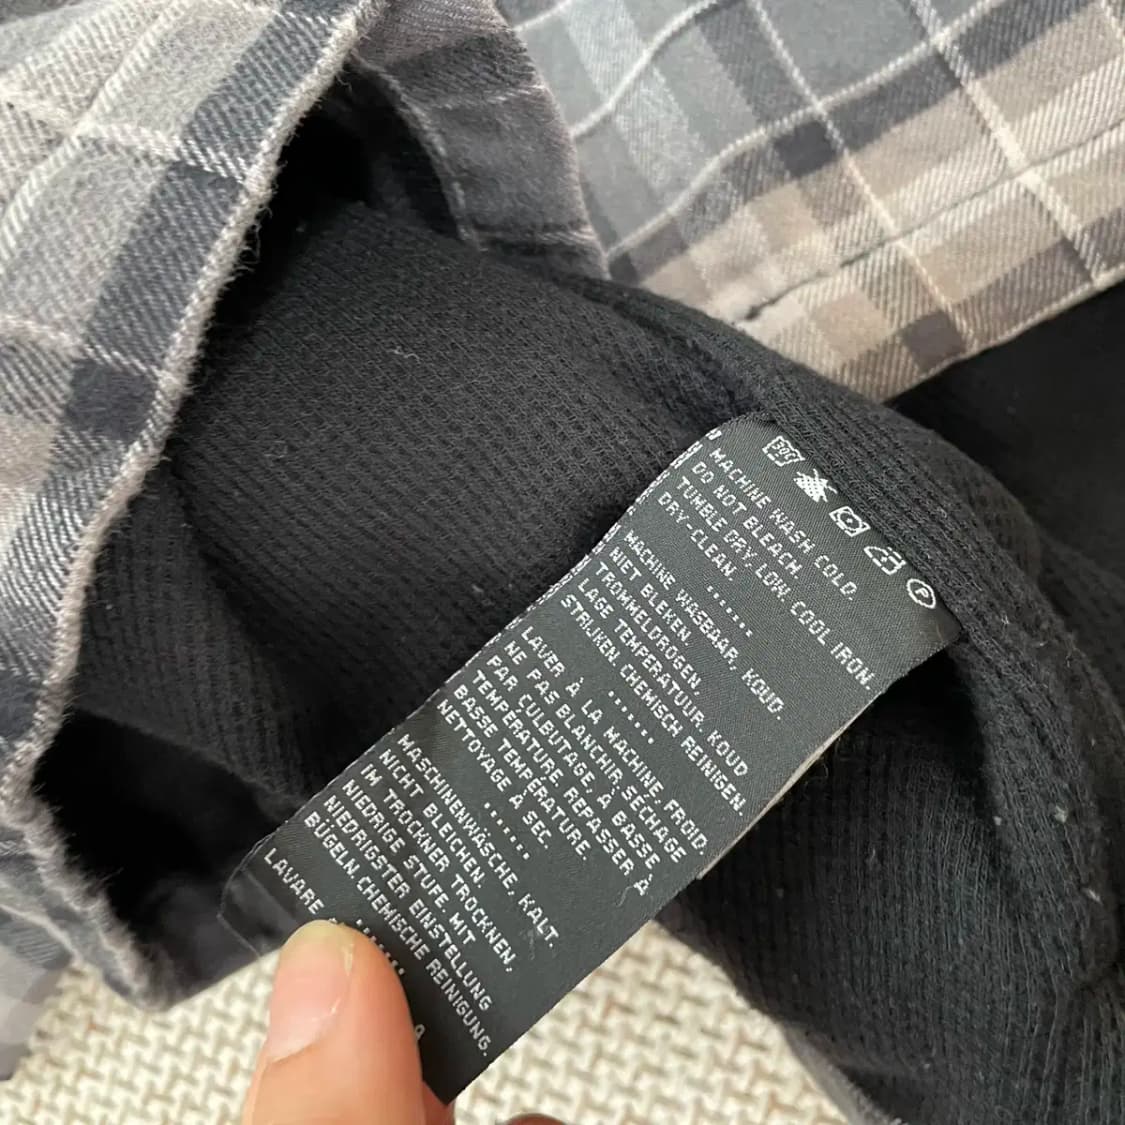 30C
P
MACHINE WASH COLD.
DO NOT BLEACH.
TUMBLE DRY. LOW. COOL IRON.
DRY-CLEAN.
MACHINE WASBAAR, KOUD.
NIET BLEKEN.
TROMMELDROGEN,
LAGE TEMPERATUUR. KOUD
STRIJKEN. CHEMISCH REINIGEN.
LAVER À LA MACHINE, FROID
NE PAS BLANCHIR. SÉCHAGE
PAR CULBUTAGE, À BASSE
TEMPÉRATURE. REPASSER À
BASSE TEMPÉRATURE.
NETTOYAGE À SEC.
MASCHINENWÄSCHE, KALT.
NICHT BLEICHEN.
IM TROCKNER TROCKNEN,
NIEDRIGE STUFE. MIT
NIEDRIGSTER EINSTELLUNG
BÜGELN. CHEMISCHE REINIGUNG.
LAVARE